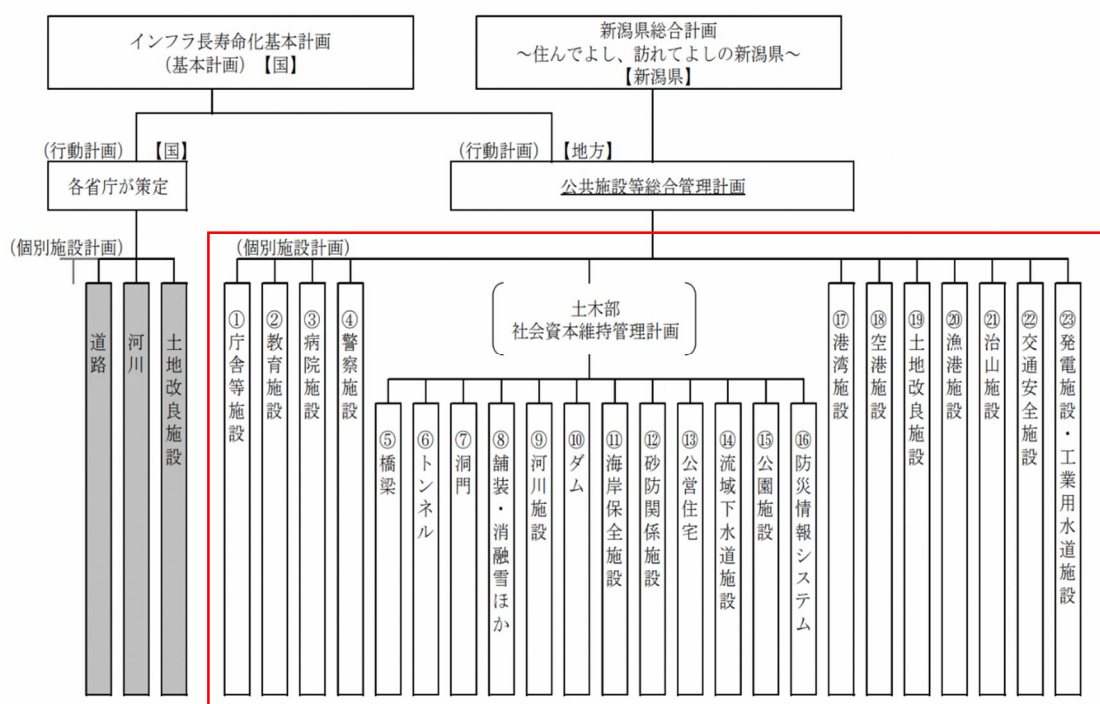 インフラ長寿命化基本計画
(基本計画)【国】
新潟県総合計画
～住んでよし、訪れてよしの新潟県～
【新潟県】
(行動計画)
【国】
(行動計画)
【地方】
各省庁が策定
公共施設等総合管理計画
(個別施設計画)
(個別施設計画)
道路
河川
土地改良施設
①庁舎等施設
②教育施設
③病院施設
④警察施設
土木部
社会資本維持管理計画
⑤橋梁
⑥トンネル
⑦洞門
⑧舗装・消融雪ほか
⑨河川施設
⑩ダム
⑪海岸保全施設
⑫砂防関係施設
⑬公営住宅
⑭流域下水道施設
⑮公園施設
⑯防災情報システム
⑰港湾施設
⑱空港施設
⑲土地改良施設
⑳漁港施設
㉑治山施設
㉒交通安全施設
㉓発電施設・工業用水道施設